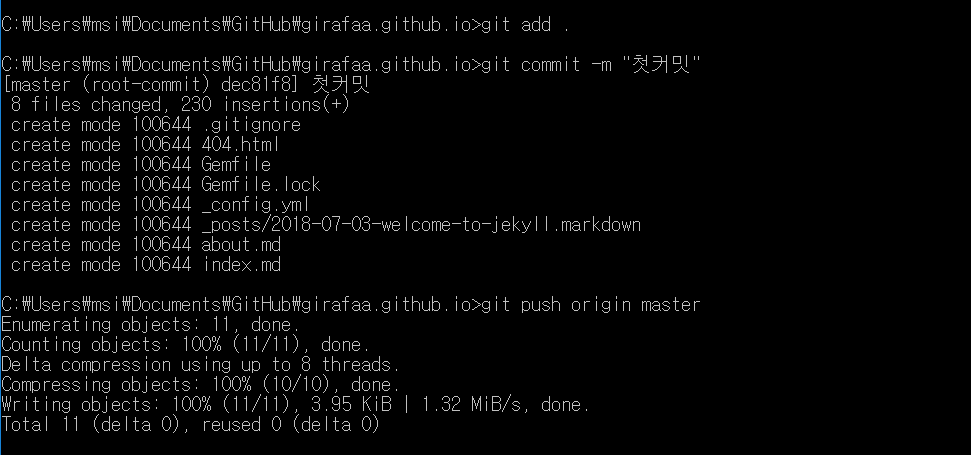 C:₩Users₩msi₩Documents₩GitHub₩girafaa.github.io>git add .
C:₩Users₩msi₩Documents₩GitHub₩girafaa.github.io>git commit -m "첫커밋"
[master (root-commit) dec81f8] 첫커밋
8 files changed, 230 insertions(+)
create mode 100644 .gitignore
create mode 100644 404.html
create mode 100644 Gemfile
create mode 100644 Gemfile.lock
create mode 100644 _config.yml
create mode 100644 _posts/2018-07-03-welcome-to-jekyll.markdown
create mode 100644 about.md
create mode 100644 index.md
C:₩Users₩msi₩Documents₩GitHub₩girafaa.github.io>git push origin master
Enumerating objects: 11, done.
Counting objects: 100% (11/11), done.
Delta compression using up to 8 threads.
Compressing objects: 100% (10/10), done.
Writing objects: 100% (11/11), 3.95 KiB | 1.32 MiB/s, done.
Total 11 (delta 0), reused 0 (delta 0)